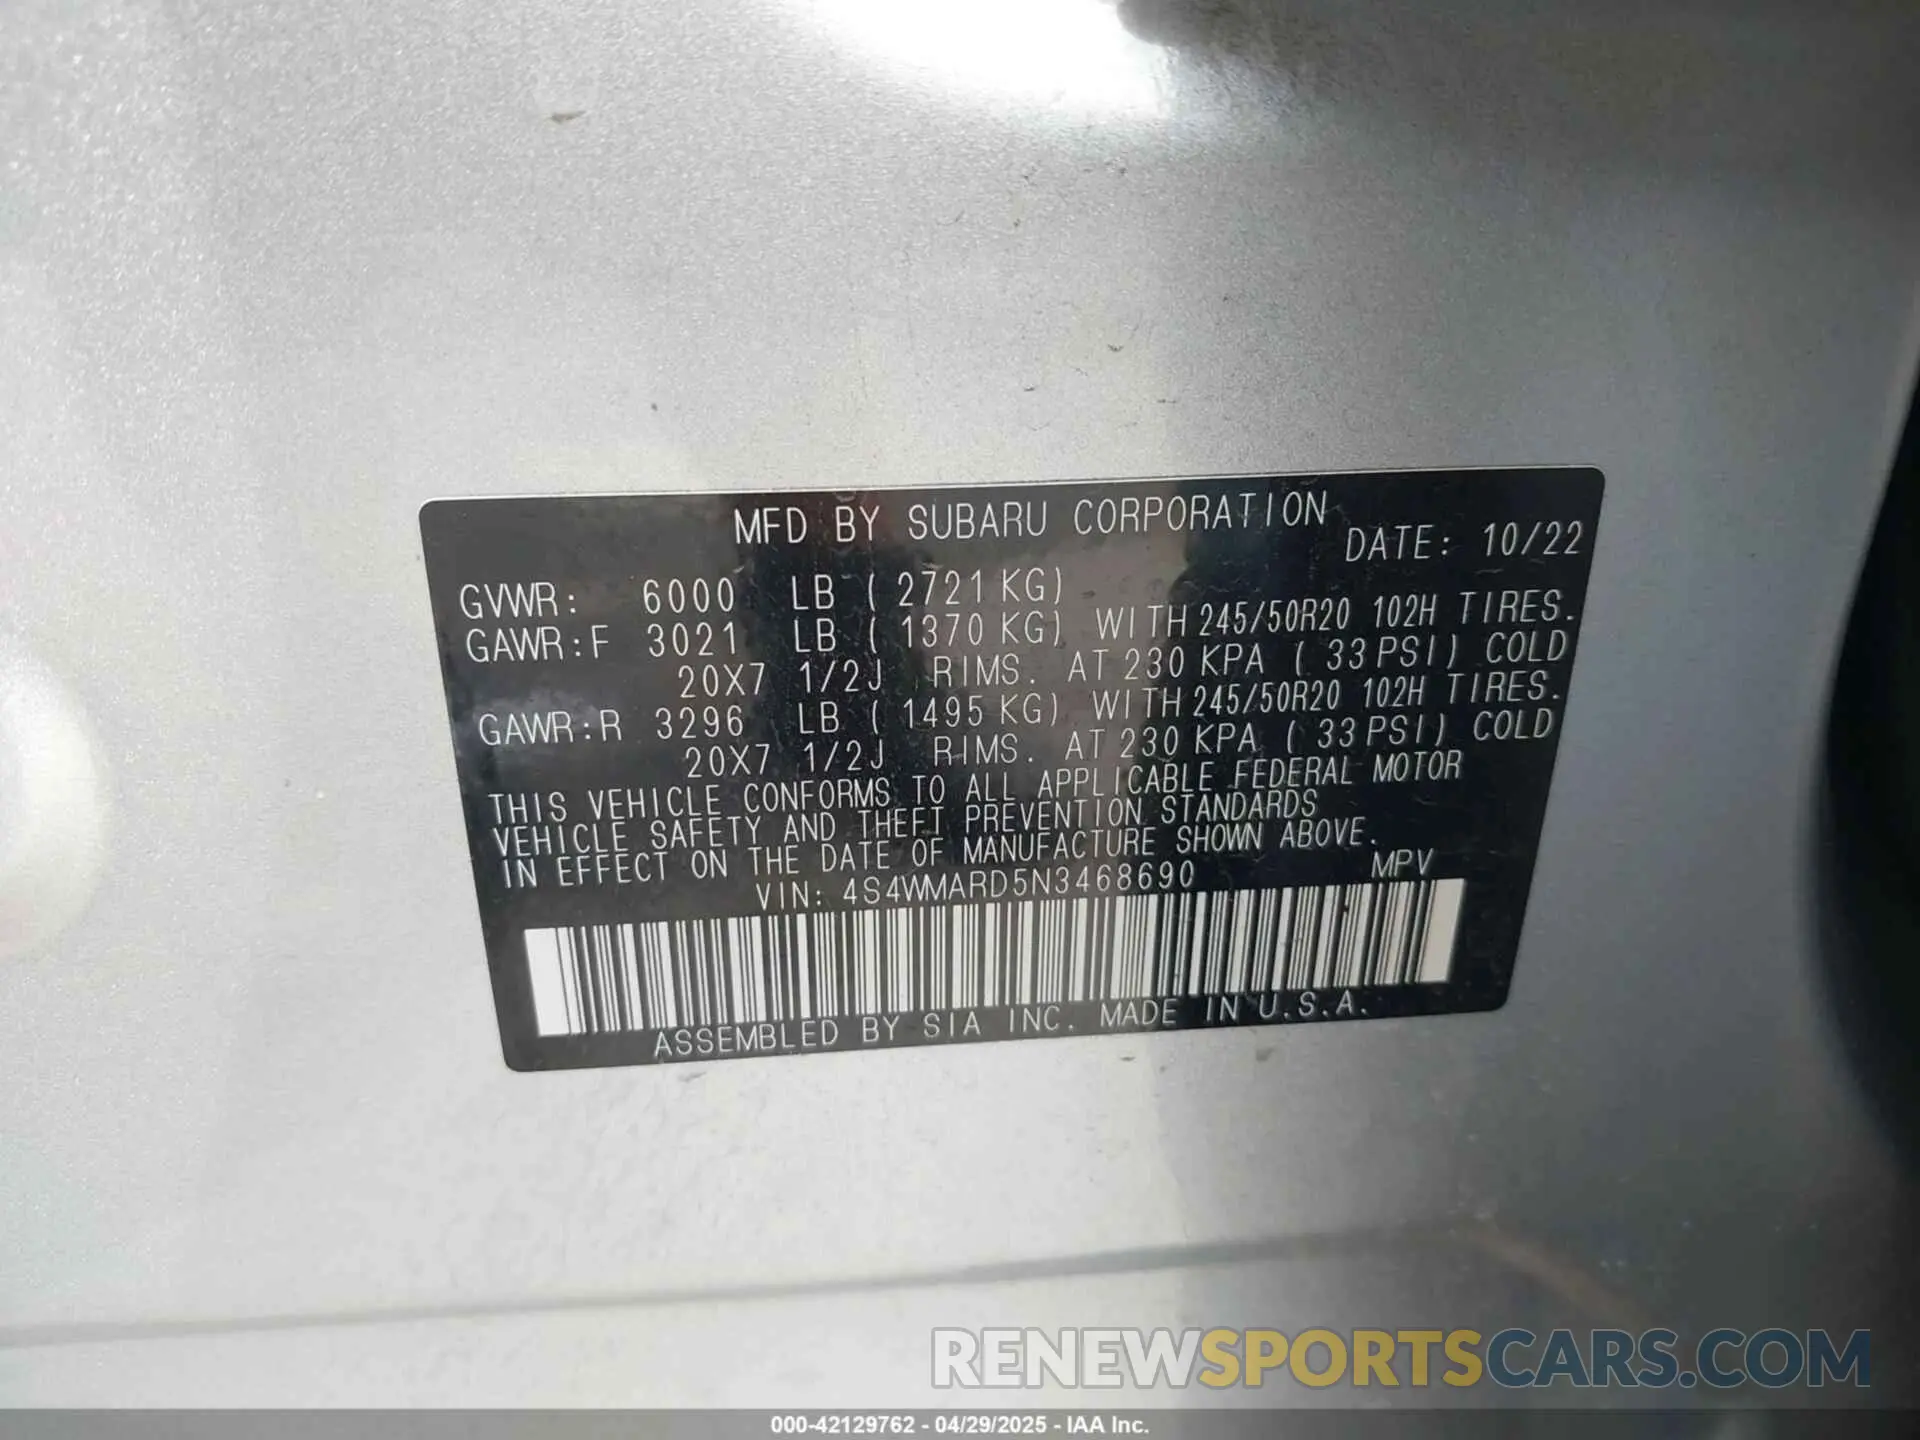 MFD BY SUBARU CORPORATION
DATE: 10/22
GVWR: 6000 LB (2721 KG)
GAWR:F 3021 LB (1370 KG) WITH 245/50R20 102H TIRES.
20X7 1/2J RIMS. AT 230 KPA (33 PSI) COLD
GAWR:R 3296 LB (1495 KG) WITH 245/50R20 102H TIRES.
20X7 1/2J RIMS. AT 230 KPA (33 PSI) COLD
THIS VEHICLE CONFORMS TO ALL APPLICABLE FEDERAL MOTOR
VEHICLE SAFETY AND THEFT PREVENTION STANDARDS
IN EFFECT ON THE DATE OF MANUFACTURE SHOWN ABOVE.
VIN: 4S4WMARD5N3468690 MPV
ASSEMBLED BY SIA INC. MADE IN U.S.A.
RENEWSPORTSCARS.COM
000-42129762 - 04/29/2025 - IAA Inc.